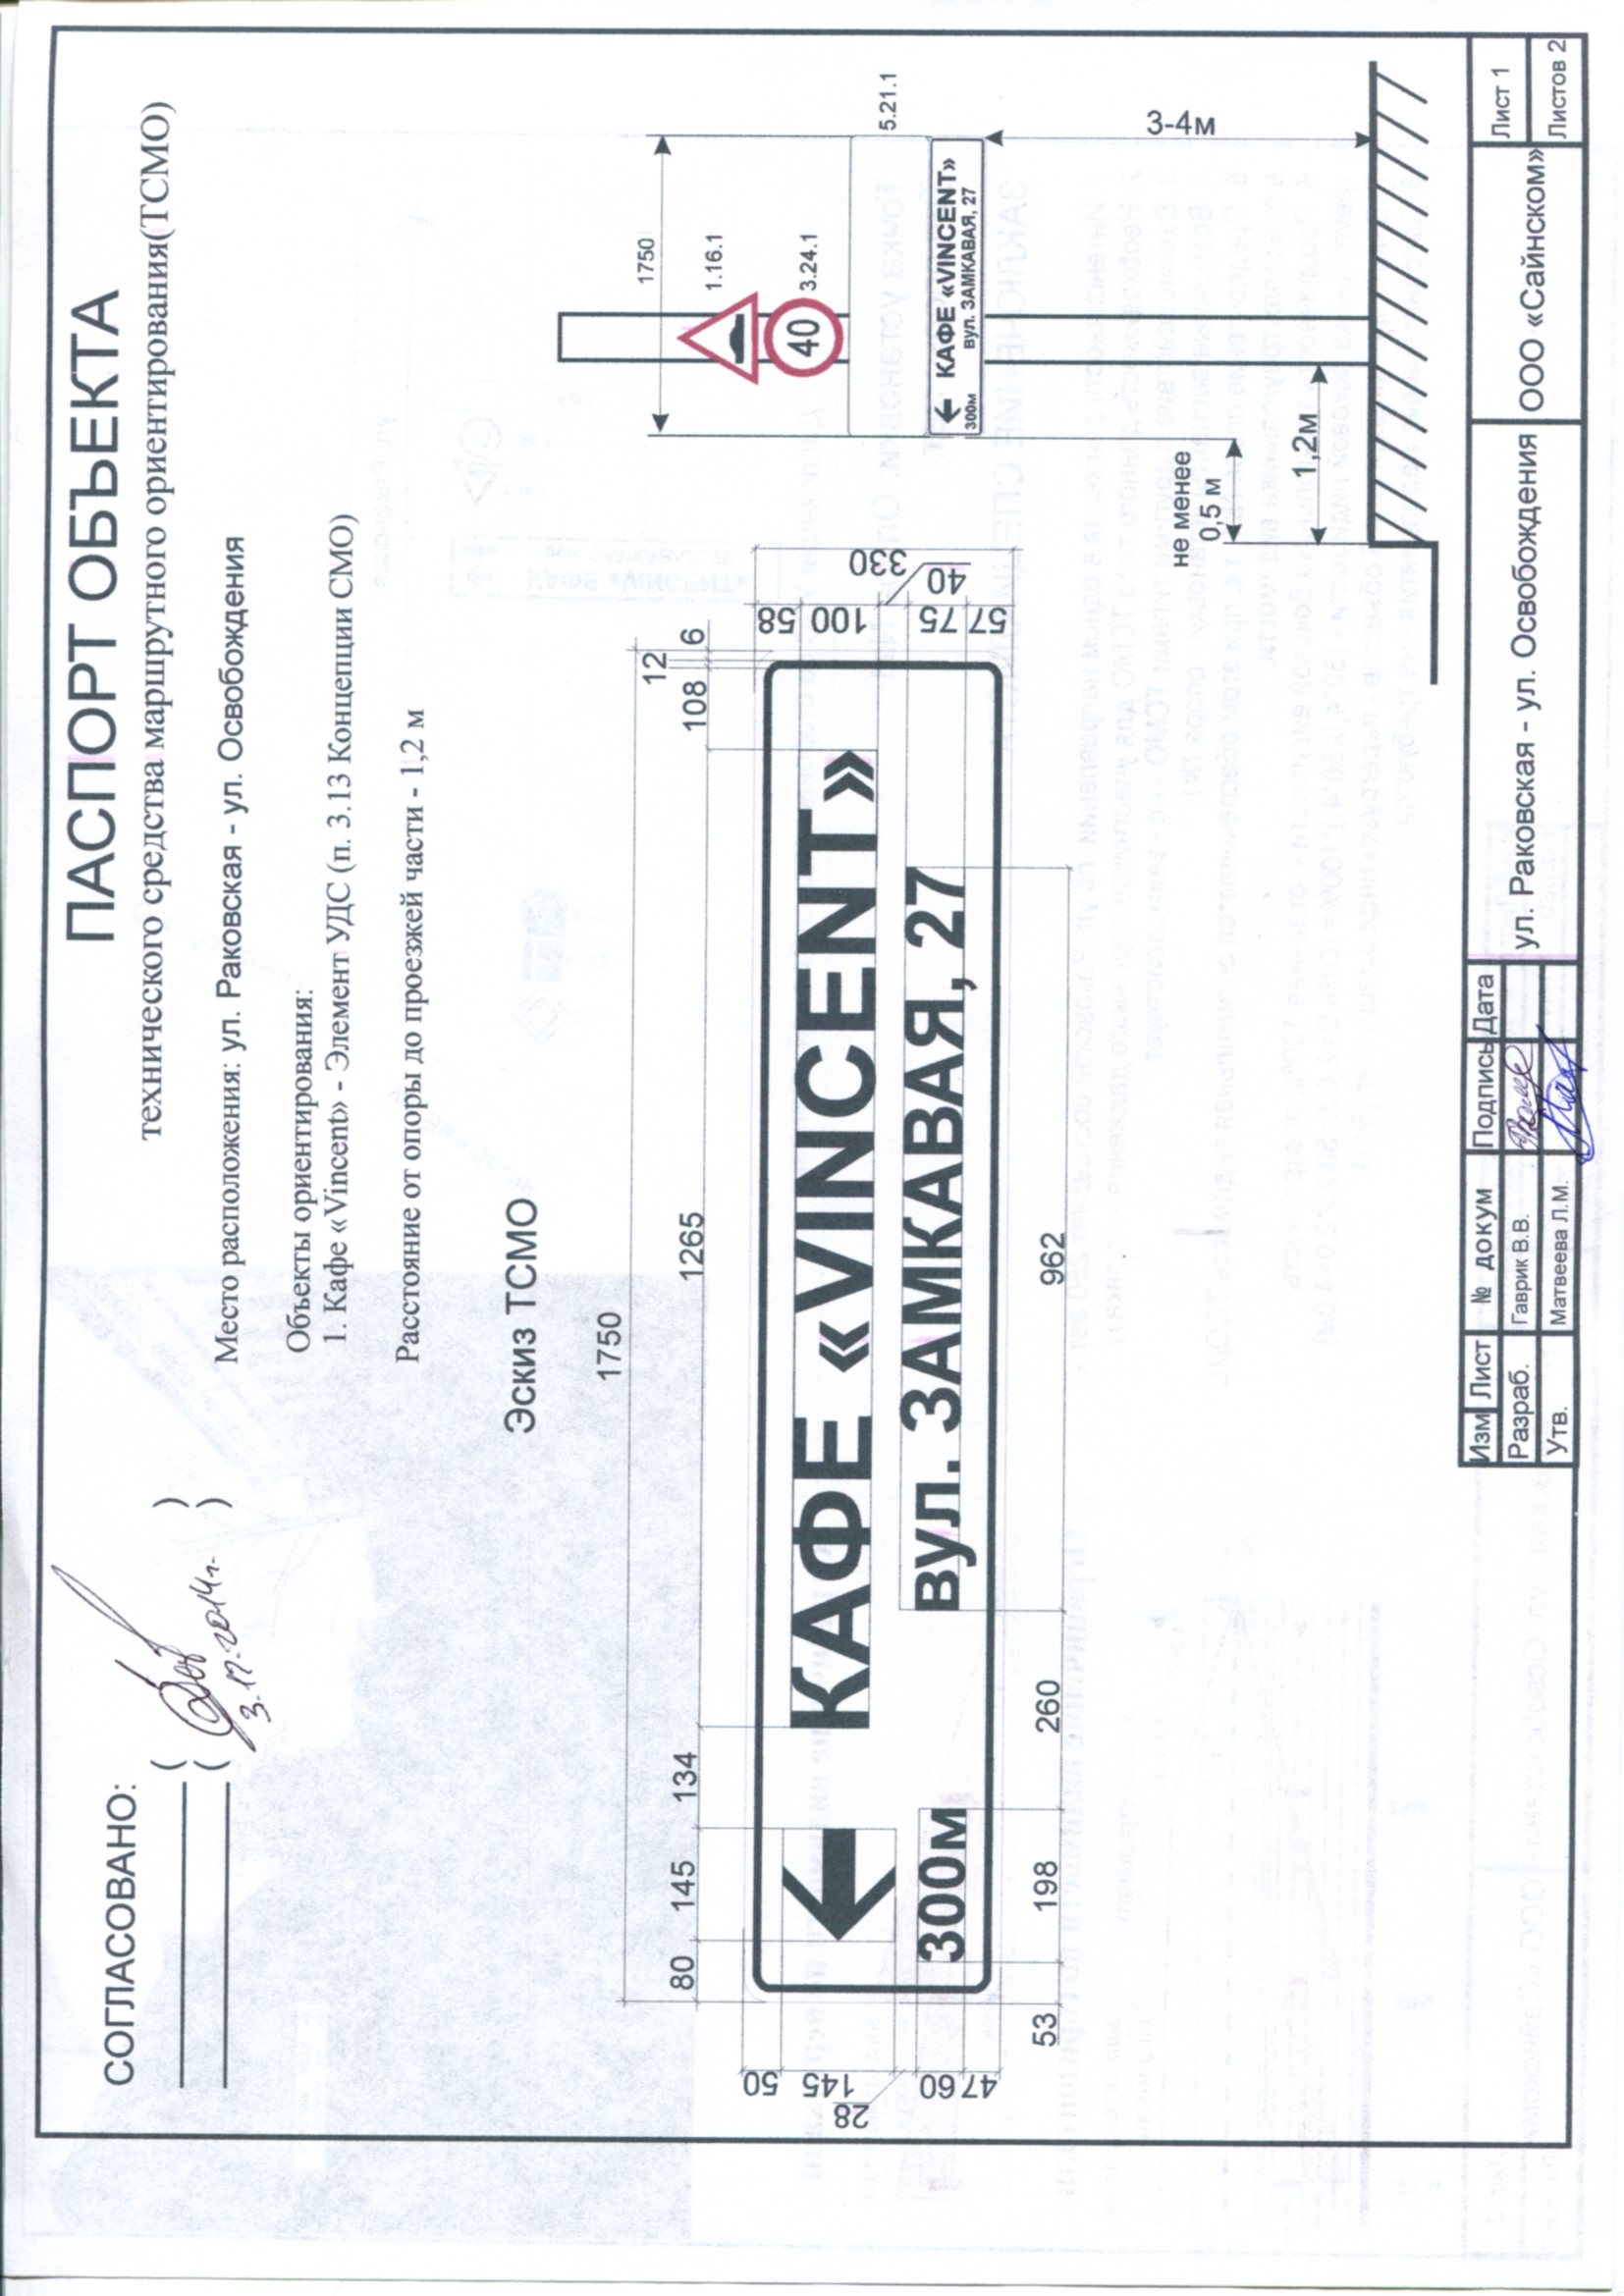 ПАСПОРТ ОБЪЕКТА
технического средства маршрутного ориентирования(ТСМО)
СОГЛАСОВАНО:
( )
( )
3.12.2014г.
Место расположения: ул. Раковская - ул. Освобождения
Объекты ориентирования:
1. Кафе «Vincent» - Элемент УДС (п. 3.13 Концепции СМО)
Расстояние от опоры до проезжей части - 1,2 м
Эскиз ТСМО
1750
80 145 134 1265 108 12 6
КАФЕ «VINCENT»
300м вул. ЗАМКАВАЯ, 27
53 198 260 962
50 145 28 60 47
58 100 40 75 57 330
1750
1.16.1
40
3.24.1
5.21.1
КАФЕ «VINCENT»
300м вул. ЗАМКАВАЯ, 27
3-4м
не менее
0,5 м
1,2м
Изм Лист № докум Подпись Дата
Разраб. Гаврик В.В.
Утв. Матвеева Л.М.
ул. Раковская - ул. Освобождения
ООО «Сайнском»
Лист 1
Листов 2